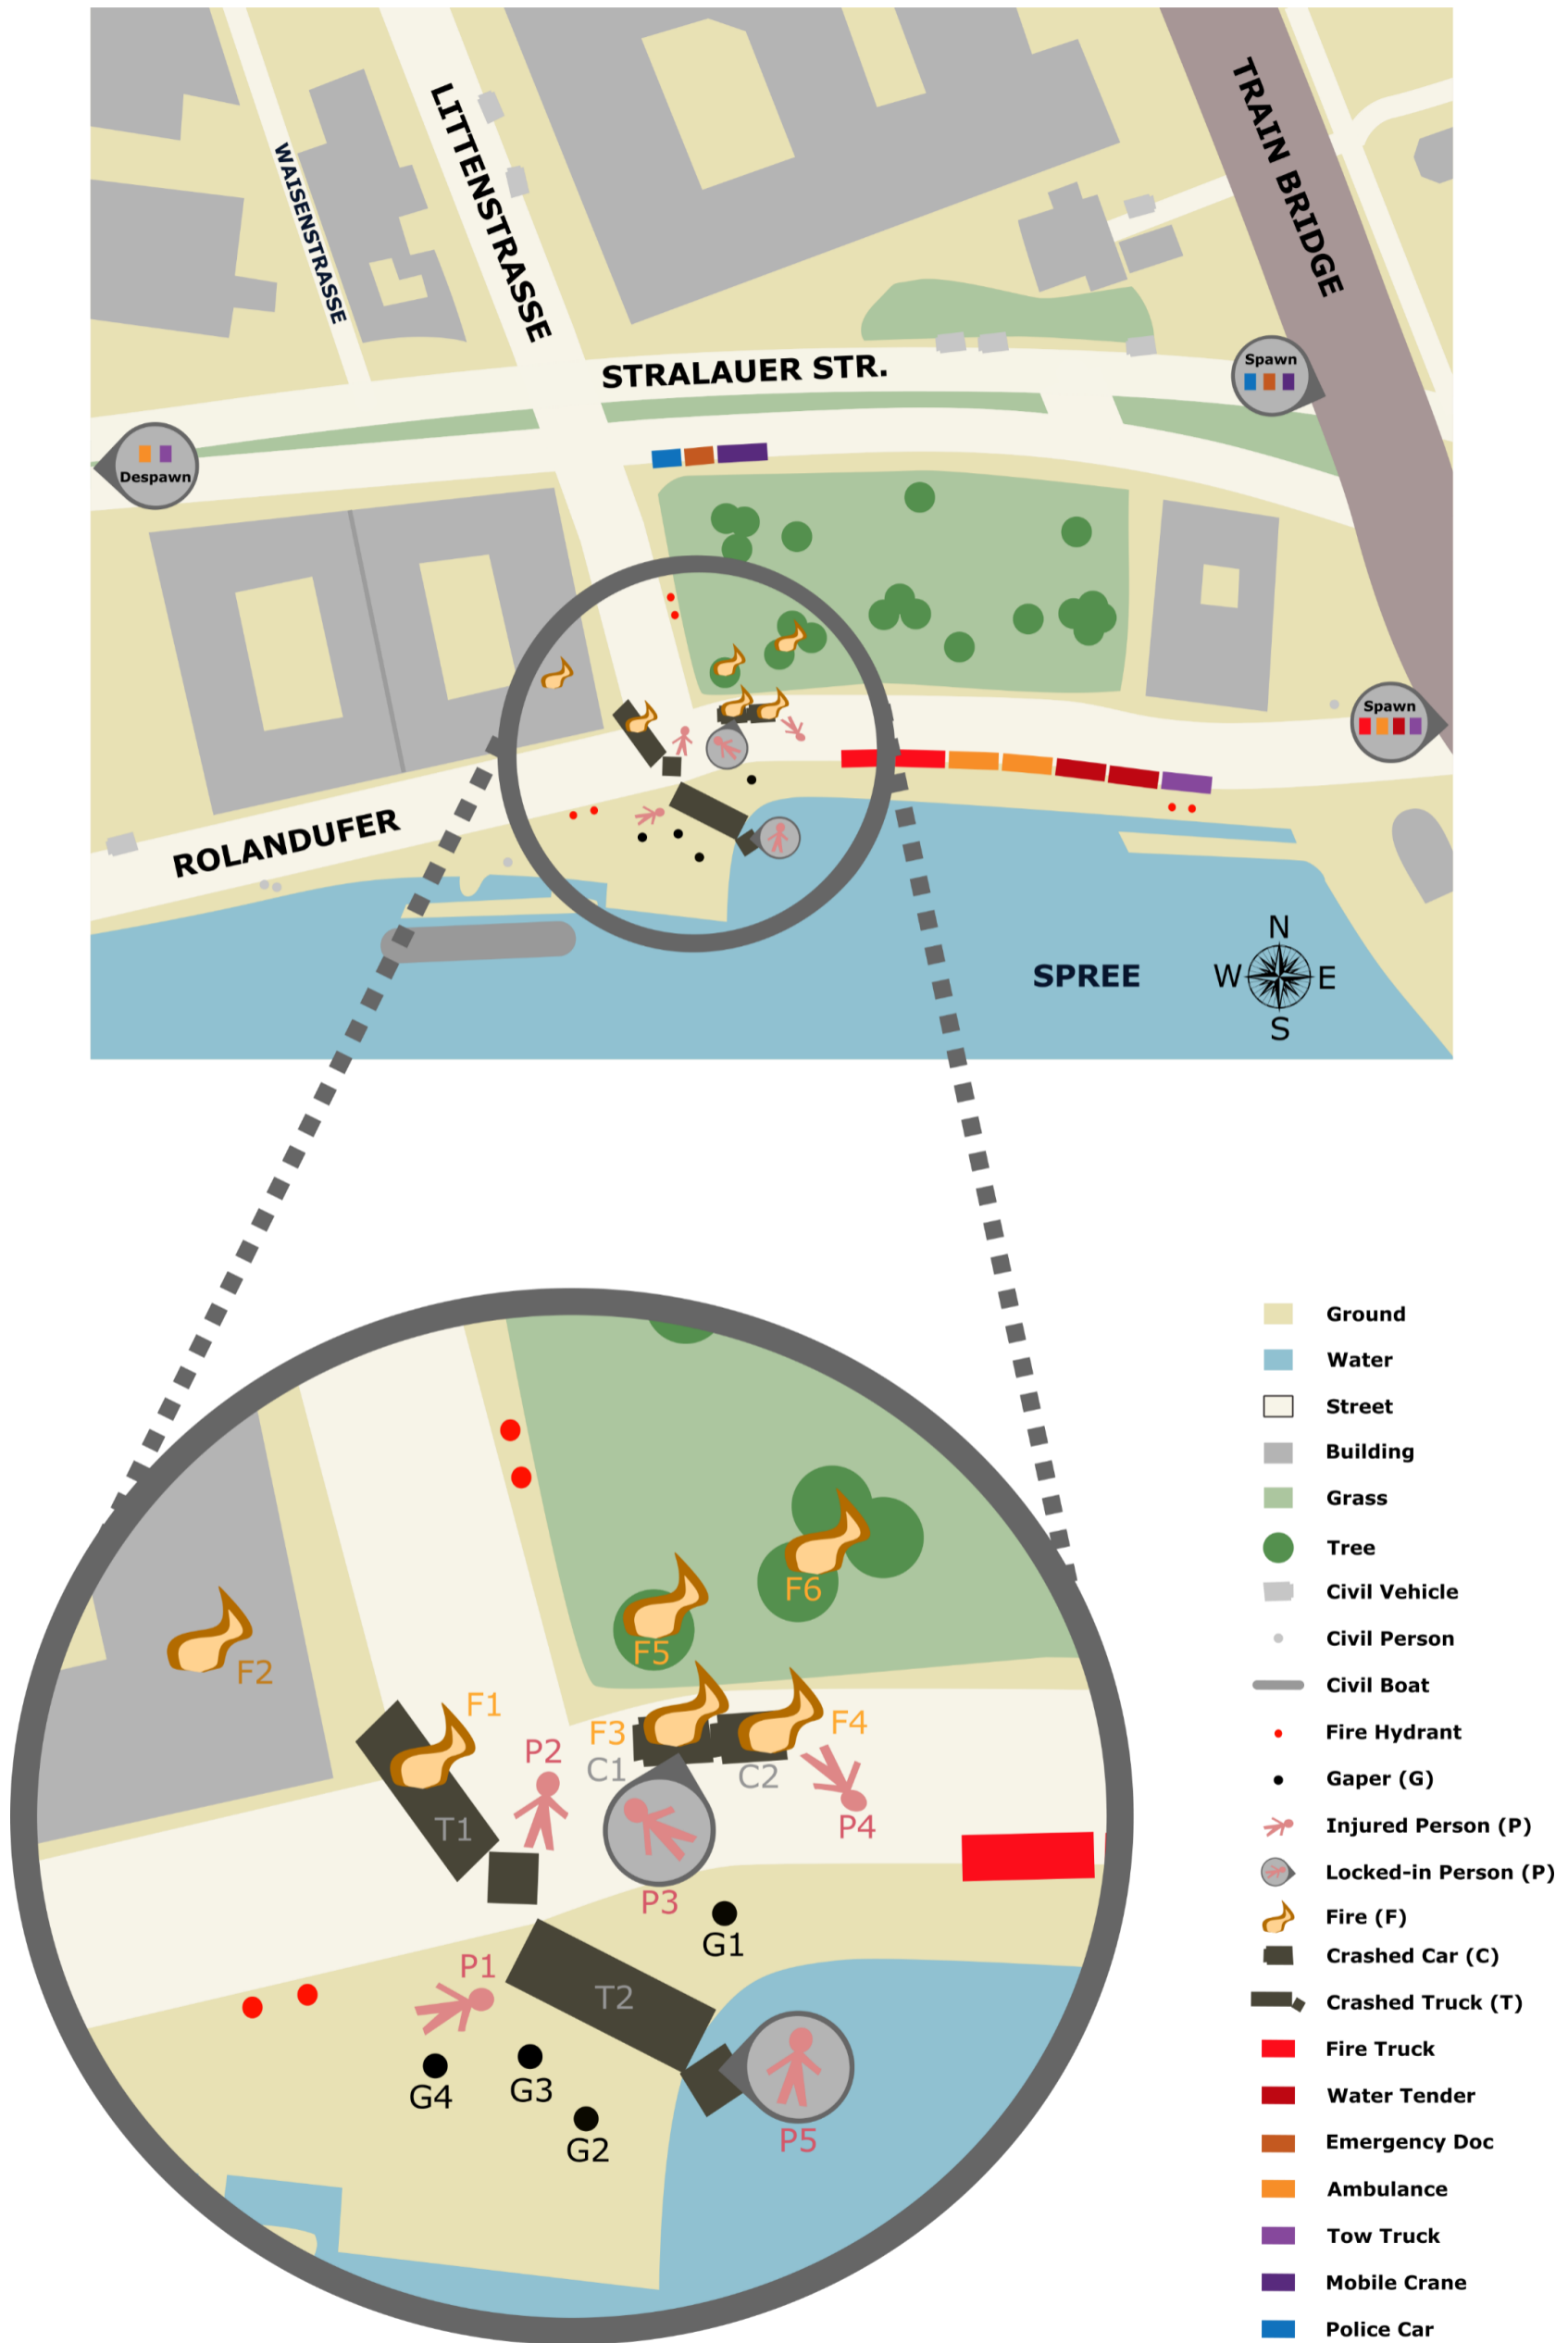 WAISENSTRASSE
LITTENSTRASSE
TRAIN BRIDGE
STRALAUER STR.
Spawn
Despawn
Spawn
ROLANDUFER
SPREE
N
W
E
S
F2
F1
F3
F4
F5
F6
C1
C2
T1
T2
P2
P4
P3
P1
P5
G1
G4
G3
G2
Ground
Water
Street
Building
Grass
Tree
Civil Vehicle
Civil Person
Civil Boat
Fire Hydrant
Gaper (G)
Injured Person (P)
Locked-in Person (P)
Fire (F)
Crashed Car (C)
Crashed Truck (T)
Fire Truck
Water Tender
Emergency Doc
Ambulance
Tow Truck
Mobile Crane
Police Car